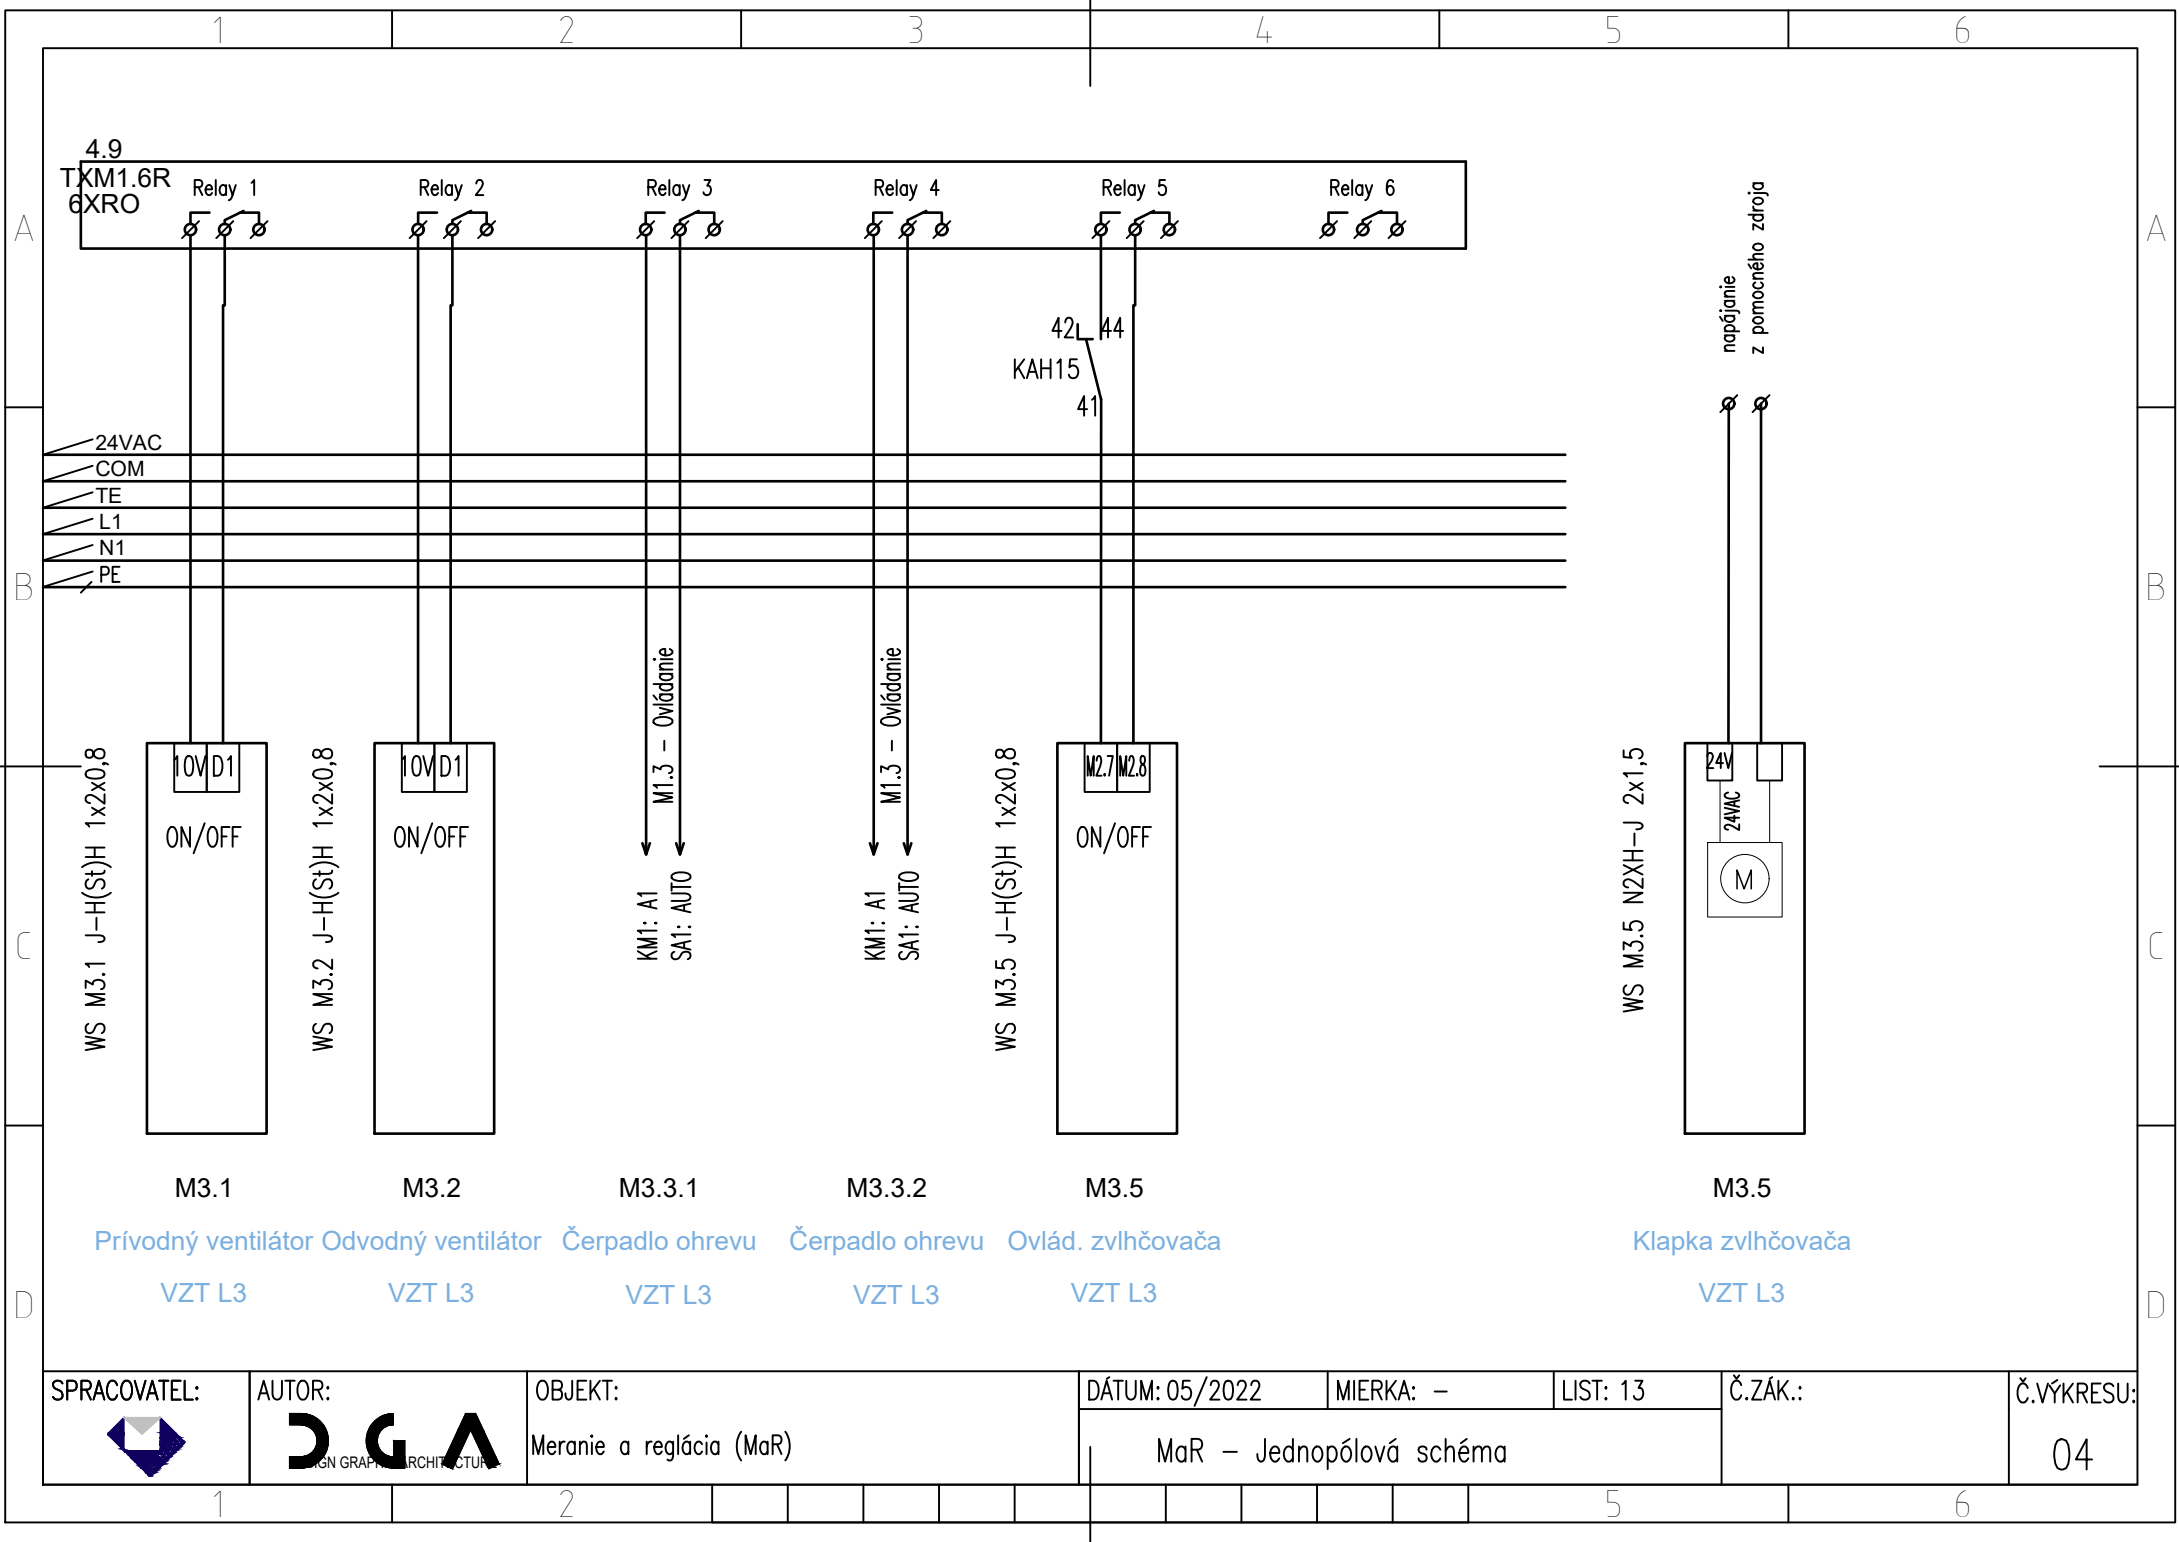 1 2 3 4 5 6
4.9
TXM1.6R
6XRO
Relay 1 Relay 2 Relay 3 Relay 4 Relay 5 Relay 6
A A
napájanie
z pomocného zdroja
42 44
KAH15
41
24VAC
COM
TE
L1
N1
PE
B B
M1.3 - Ovládanie M1.3 - Ovládanie
WS M3.1 J-H(St)H 1x2x0,8
10V D1
ON/OFF
WS M3.2 J-H(St)H 1x2x0,8
10V D1
ON/OFF
KM1: A1
SA1: AUTO
KM1: A1
SA1: AUTO
WS M3.5 J-H(St)H 1x2x0,8
M2.7 M2.8
ON/OFF
WS M3.5 N2XH-J 2x1,5
24V
24VAC
M
C C
M3.1 M3.2 M3.3.1 M3.3.2 M3.5 M3.5
Prívodný ventilátor Odvodný ventilátor Čerpadlo ohrevu Čerpadlo ohrevu Ovlád. zvlhčovača Klapka zvlhčovača
VZT L3 VZT L3 VZT L3 VZT L3 VZT L3 VZT L3
D D
SPRACOVATEL: AUTOR: OBJEKT: DÁTUM: 05/2022 MIERKA: - LIST: 13 Č.ZÁK.: Č.VÝKRESU:
DGA
Meranie a reglácia (MaR) MaR - Jednopólová schéma 04
1 2 5 6